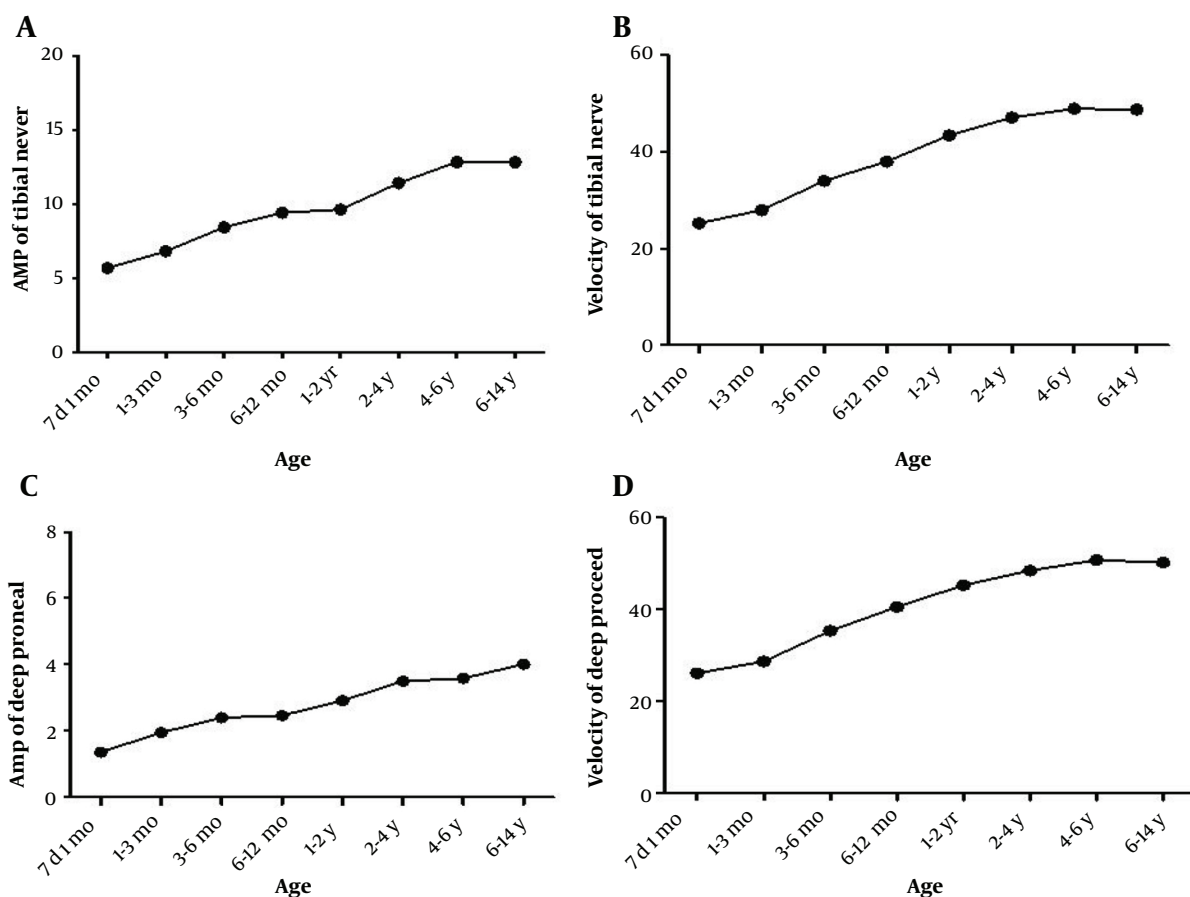 A
AMP of tibial never
20
15
10
5
0
7 d 1 mo
1-3 mo
3-6 mo
6-12 mo
1-2 yr
2-4 y
4-6 y
6-14 y
Age
B
Velocity of tibial nerve
60
40
20
0
7 d 1 mo
1-3 mo
3-6 mo
6-12 mo
1-2 y
2-4 y
4-6 y
6-14 y
Age
C
Amp of deep proneal
8
6
4
2
0
7 d 1 mo
1-3 mo
3-6 mo
6-12 mo
1-2 y
2-4 y
4-6 y
6-14 y
Age
D
Velocity of deep proceed
60
40
20
0
7 d 1 mo
1-3 mo
3-6 mo
6-12 mo
1-2 yr
2-4 y
4-6 y
6-14 y
Age